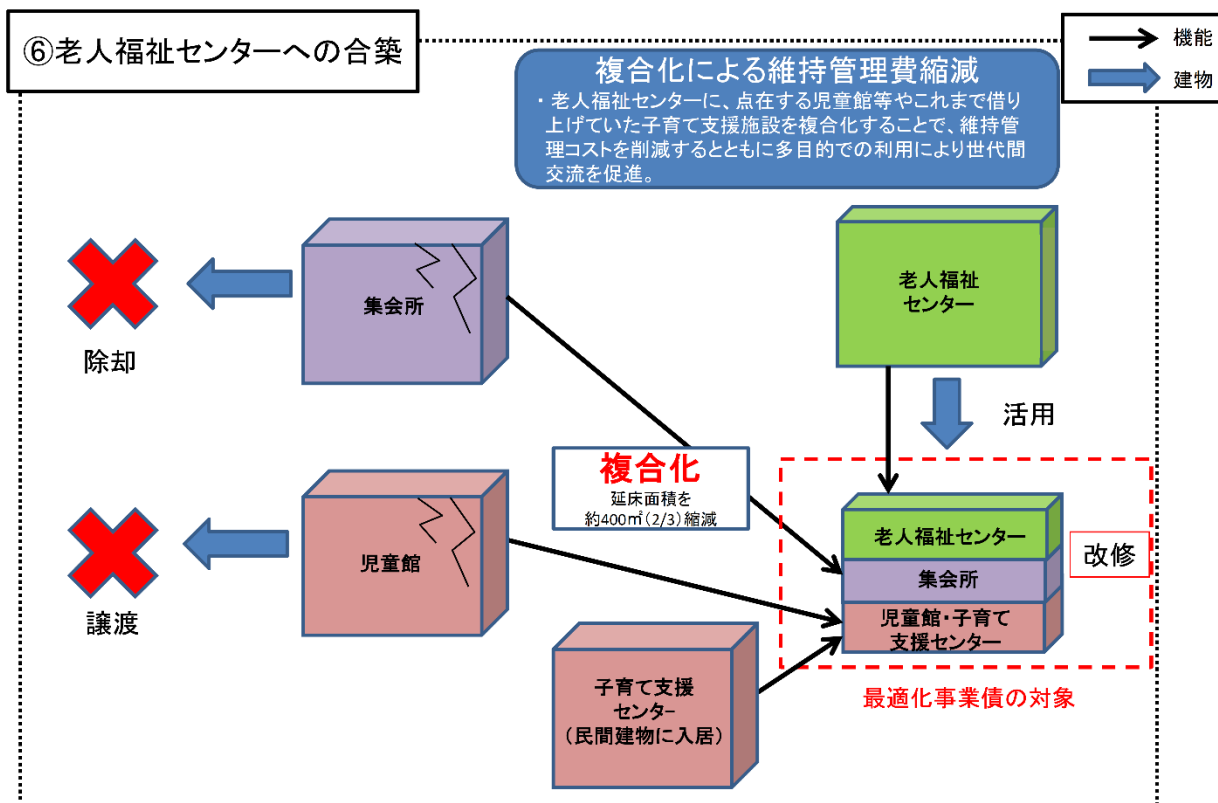 ⑥老人福祉センターへの合築
機能
建物
複合化による維持管理費縮減
・老人福祉センターに、点在する児童館等やこれまで借り
上げていた子育て支援施設を複合化することで、維持管
理コストを削減するとともに多目的での利用により世代間
交流を促進。
除却
集会所
老人福祉
センター
活用
複合化
延床面積を
約400㎡(2/3)縮減
譲渡
児童館
老人福祉センター
集会所
児童館・子育て
支援センター
改修
子育て支援
センター
(民間建物に入居)
最適化事業債の対象